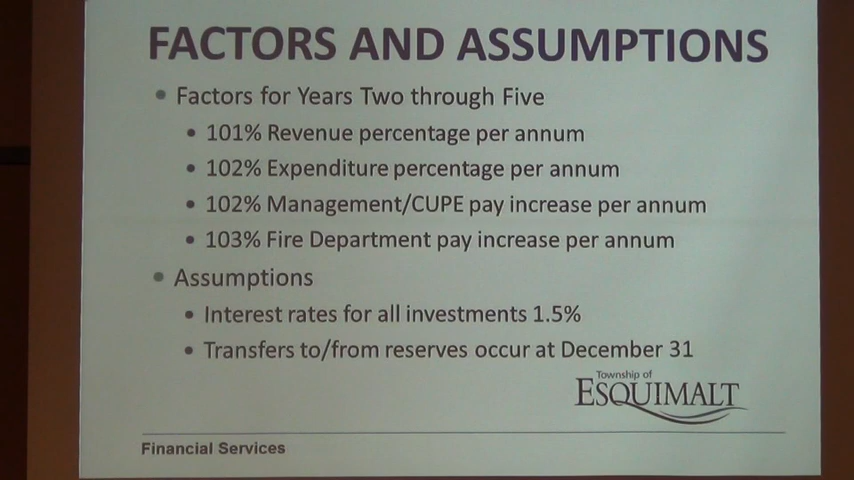 FACTORS AND ASSUMPTIONS
• Factors for Years Two through Five
• 101% Revenue percentage per annum
• 102% Expenditure percentage per annum
• 102% Management/CUPE pay increase per annum
• 103% Fire Department pay increase per annum
• Assumptions
• Interest rates for all investments 1.5%
• Transfers to/from reserves occur at December 31
Township of
ESQUIMALT
Financial Services